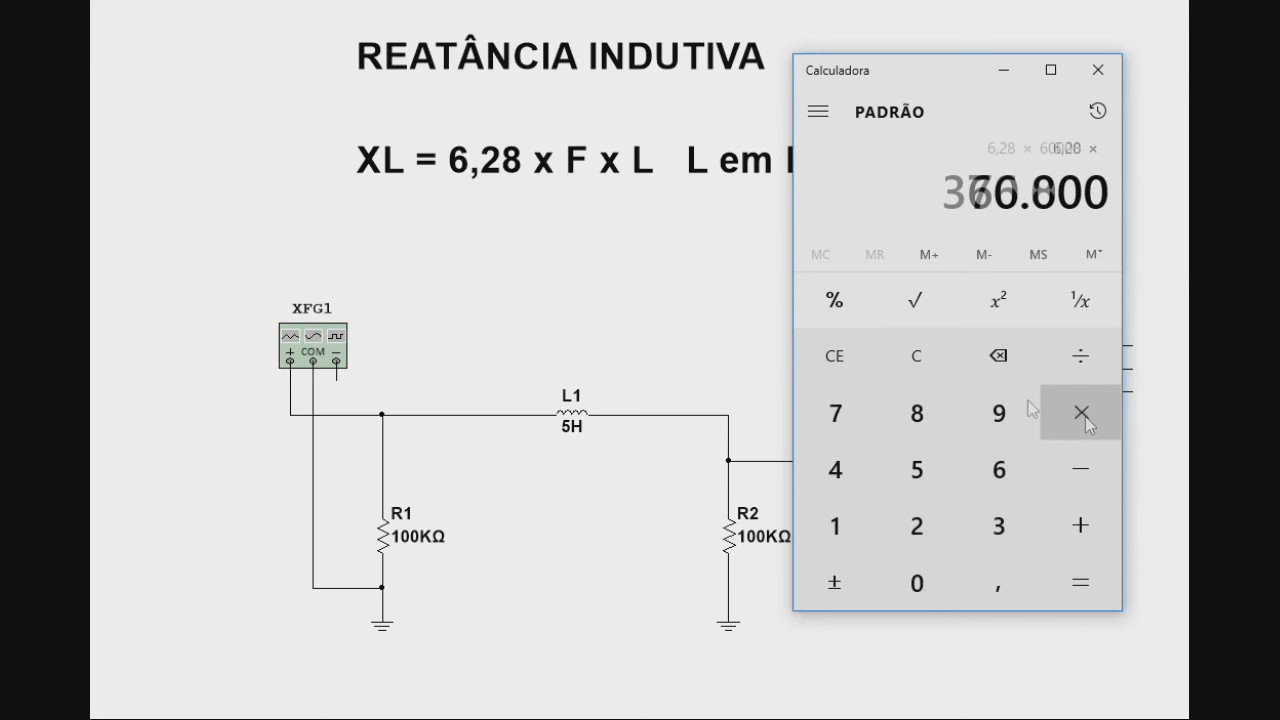 REATÂNCIA INDUTIVA
XL = 6,28 x F x L L em
Calculadora
PADRÃO
MC MR M+ M- MS M˅
% √ x² ¹/x
CE C ÷
7 8 9 ×
4 5 6 −
1 2 3 +
± 0 , =
XFG1
+ COM −
L1
5H
R1
100KΩ
R2
100KΩ